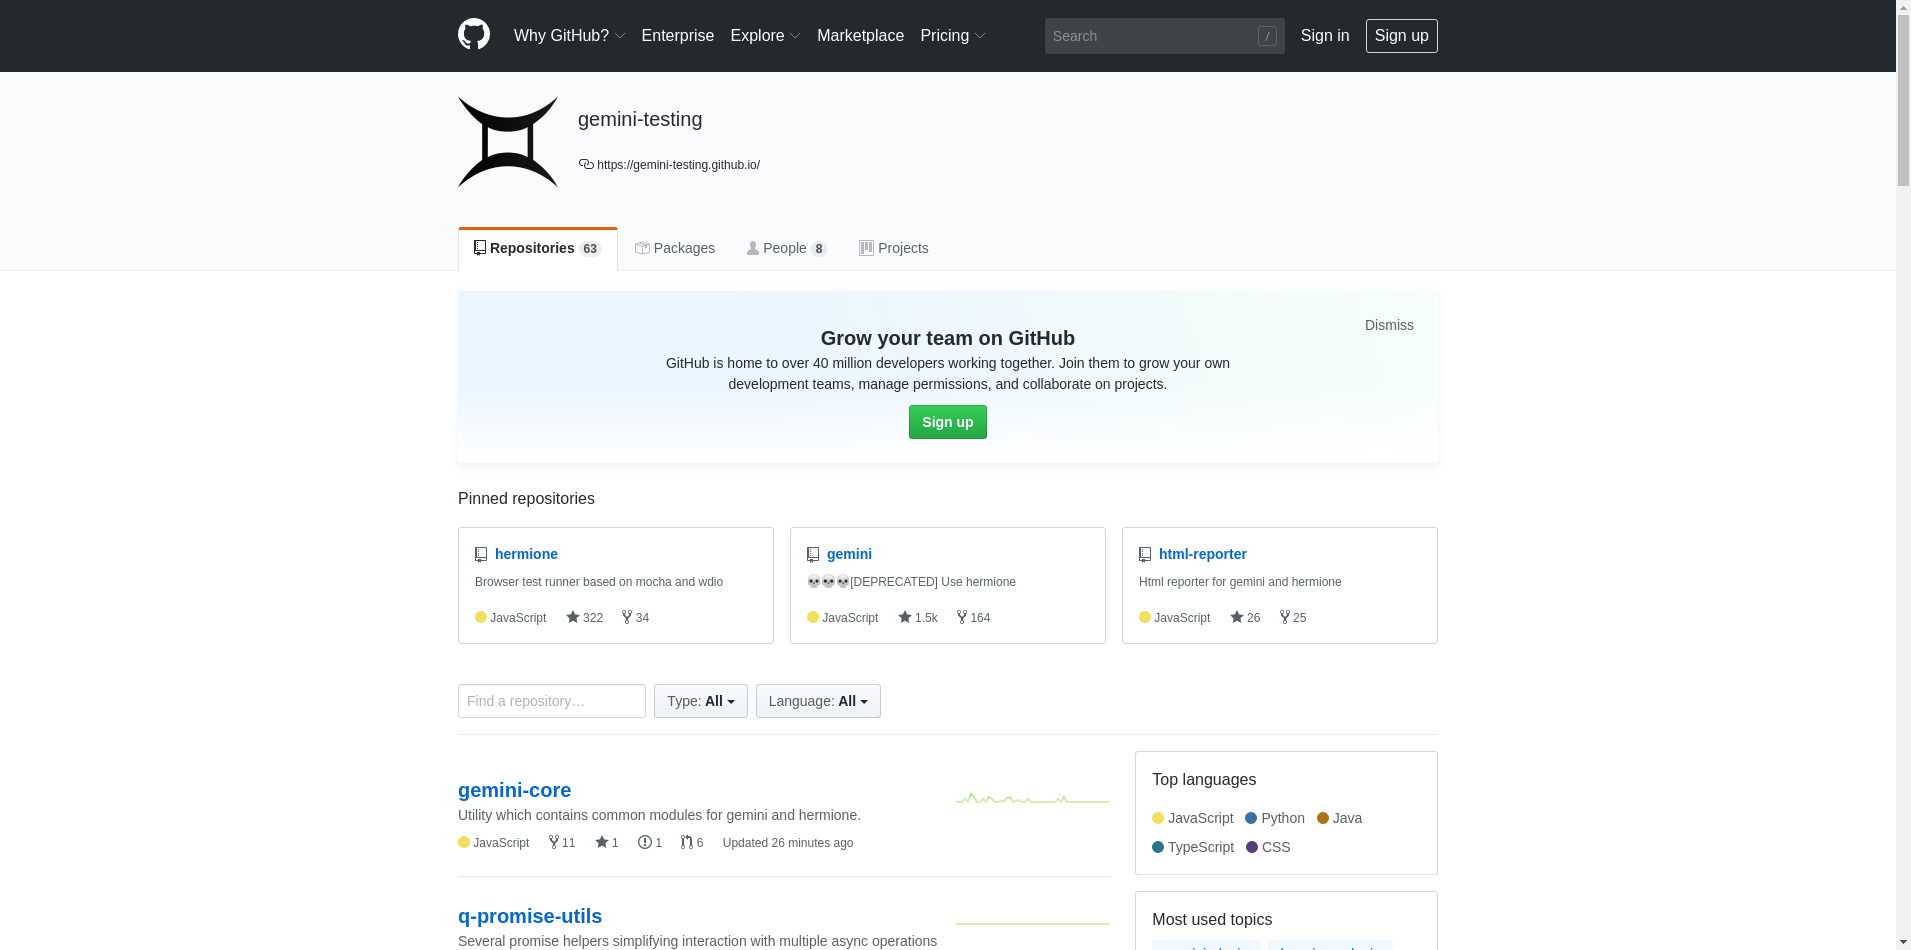 Why GitHub? Enterprise Explore Marketplace Pricing Search / Sign in Sign up
gemini-testing
https://gemini-testing.github.io/
Repositories 63 Packages People 8 Projects
Dismiss
Grow your team on GitHub
GitHub is home to over 40 million developers working together. Join them to grow your own
development teams, manage permissions, and collaborate on projects.
Sign up
Pinned repositories
hermione
Browser test runner based on mocha and wdio
JavaScript 322 34
gemini
💀💀💀[DEPRECATED] Use hermione
JavaScript 1.5k 164
html-reporter
Html reporter for gemini and hermione
JavaScript 26 25
Find a repository… Type: All Language: All
gemini-core
Utility which contains common modules for gemini and hermione.
JavaScript 11 1 1 6 Updated 26 minutes ago
q-promise-utils
Several promise helpers simplifying interaction with multiple async operations
Top languages
JavaScript Python Java
TypeScript CSS
Most used topics